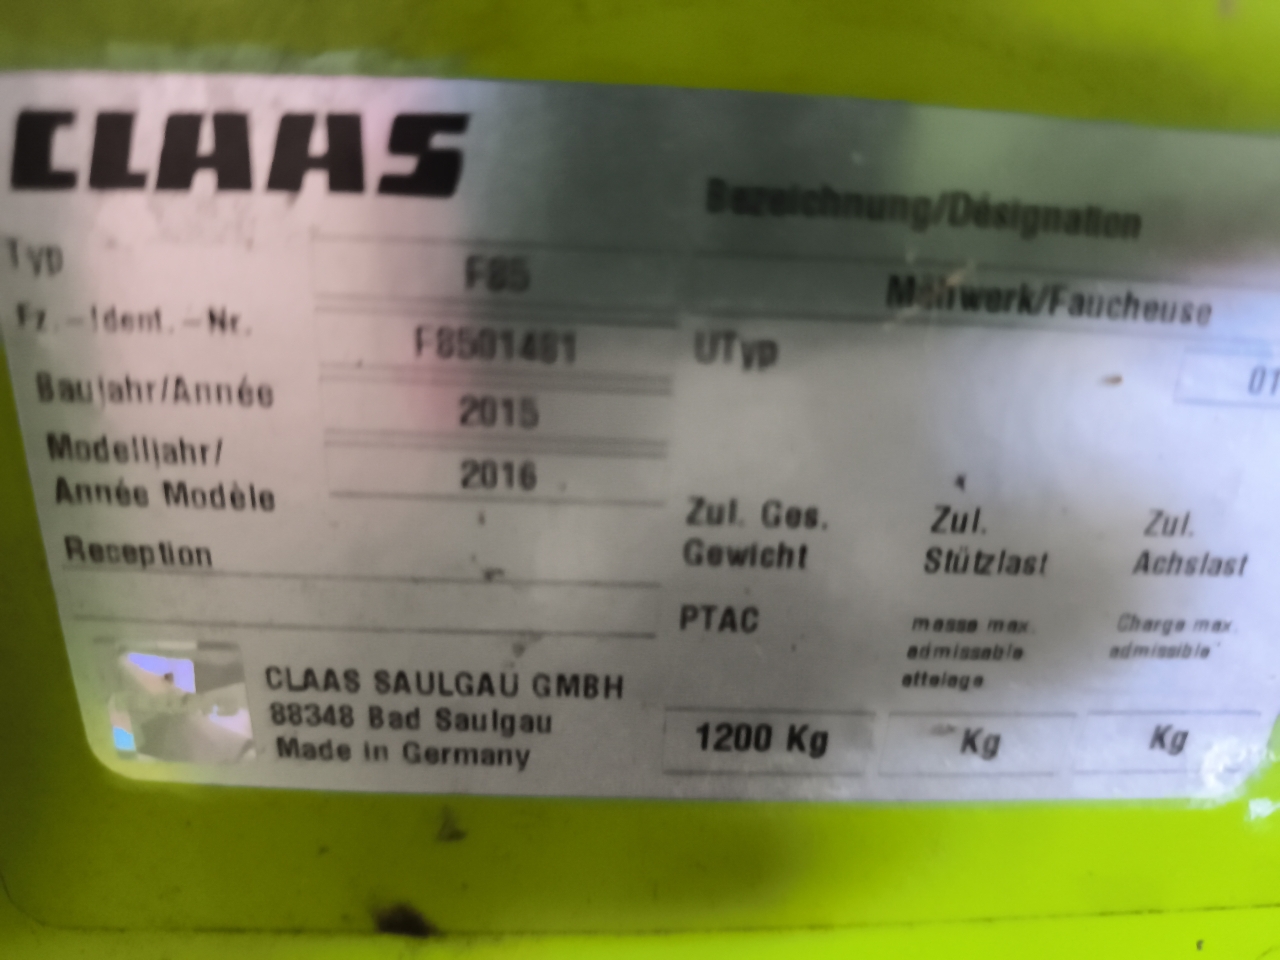 CLAAS
Bezeichnung/Désignation
Typ F85 Mähwerk/Faucheuse
Fz.-Ident.-Nr. UTyp 01
Baujahr/Année 2015
Modelljahr/
Année Modèle 2016
Reception
Zul. Ges. Zul. Zul.
Gewicht Stützlast Achslast
PTAC masse max. Charge max.
admissable admissible
attelage
CLAAS SAULGAU GMBH
88348 Bad Saulgau
Made in Germany
1200 Kg Kg Kg